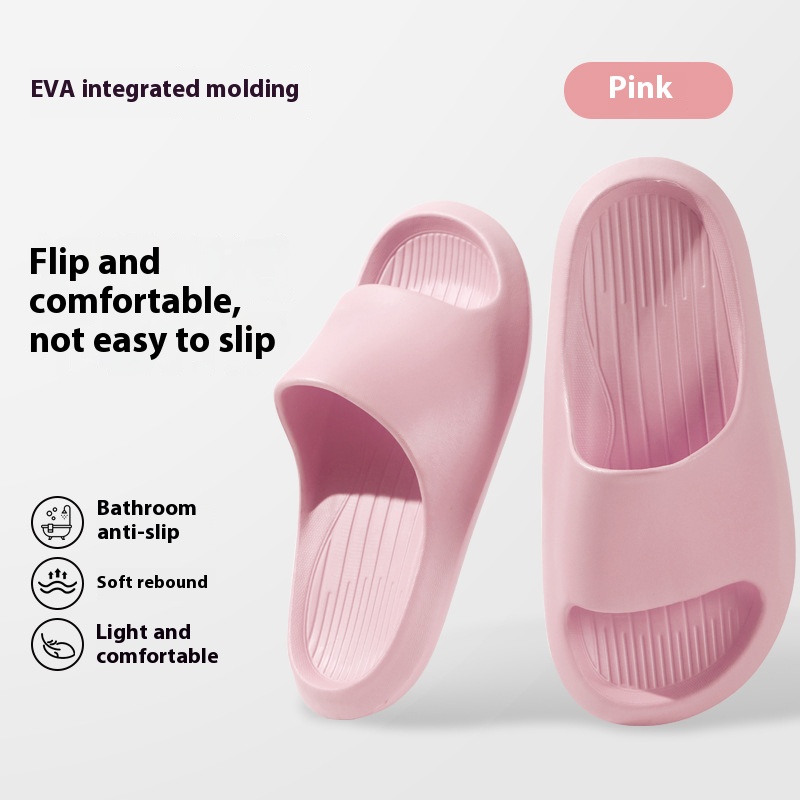 EVA integrated molding
Pink
Flip and
comfortable,
not easy to slip
Bathroom
anti-slip
Soft rebound
Light and
comfortable